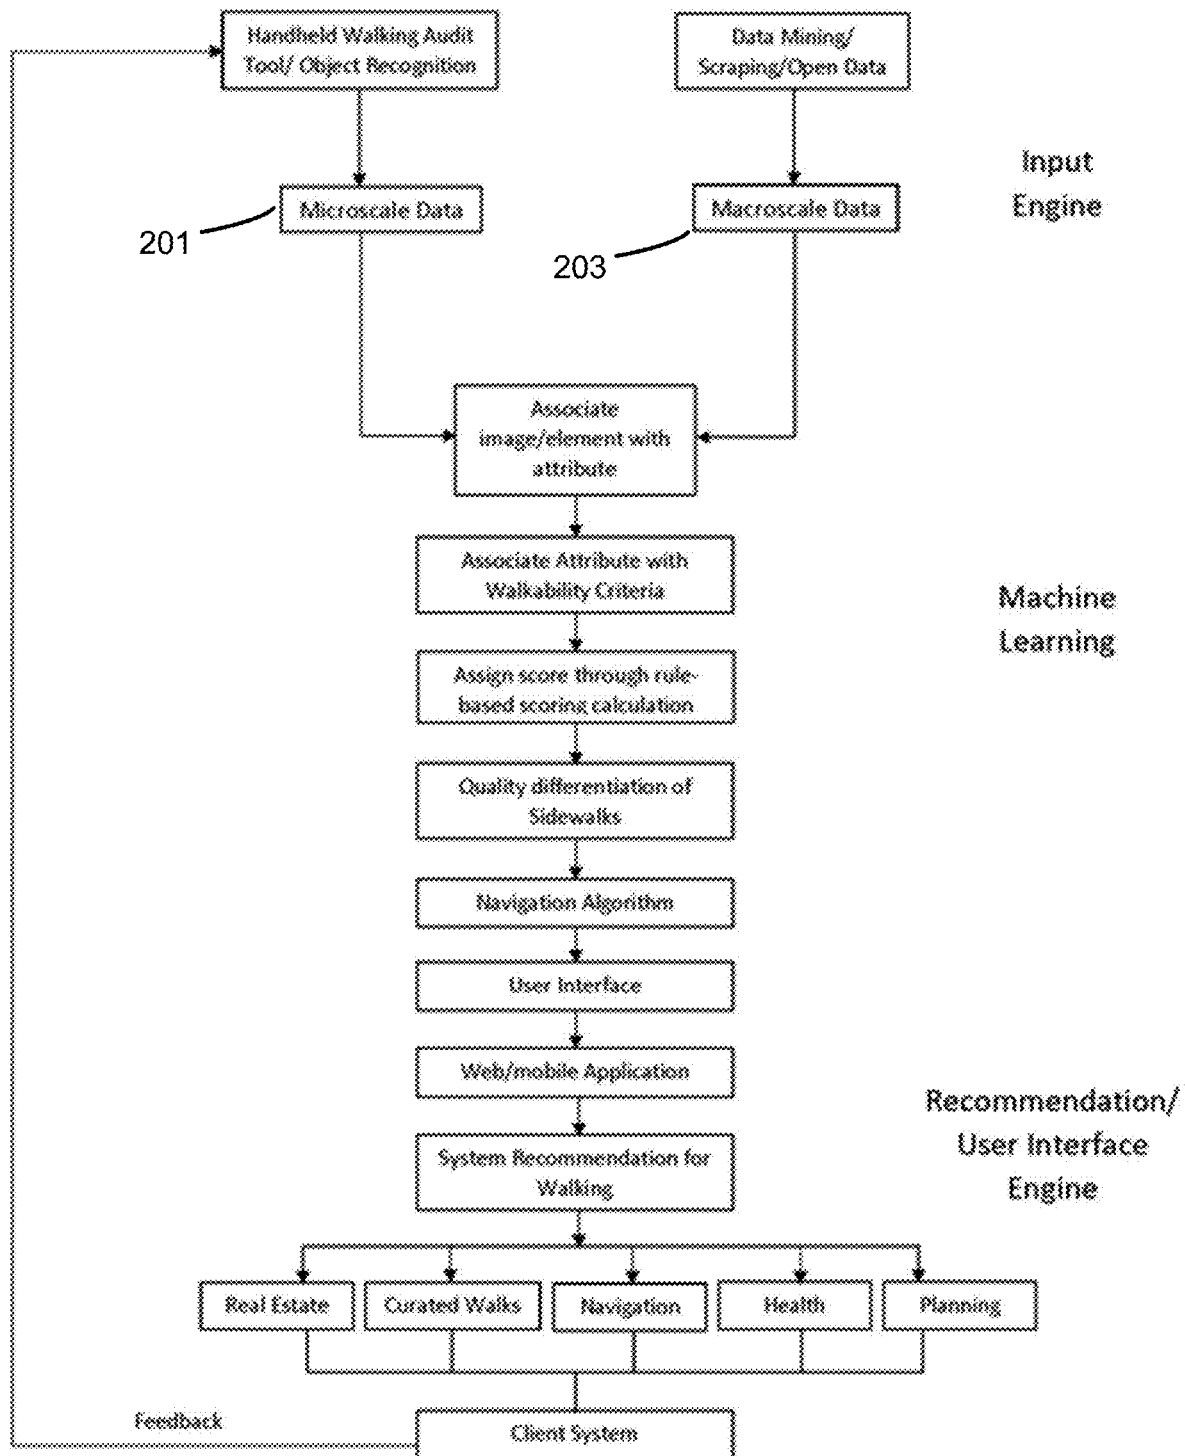 Handheld Walking Audit
Tool/ Object Recognition
Data Mining/
Scraping/Open Data
Input
Engine
Microscale Data
Macroscale Data
201
203
Associate
image/element with
attribute
Associate Attribute with
Walkability Criteria
Machine
Learning
Assign score through rule-
based scoring calculation
Quality differentiation of
Sidewalks
Navigation Algorithm
User Interface
Web/mobile Application
Recommendation/
User Interface
Engine
System Recommendation for
Walking
Real Estate
Curated Walks
Navigation
Health
Planning
Feedback
Client System